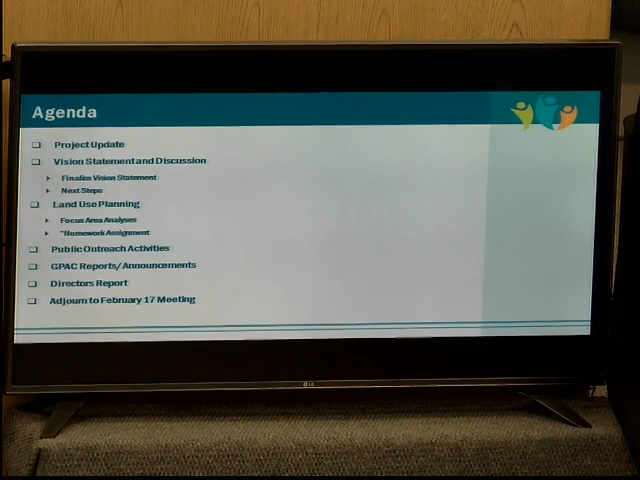 Agenda
Project Update
Vision Statement and Discussion
Finalize Vision Statement
Next Steps
Land Use Planning
Focus Area Analyses
"Homework Assignment
Public Outreach Activities
GPAC Reports/Announcements
Directors Report
Adjourn to February 17 Meeting
LG